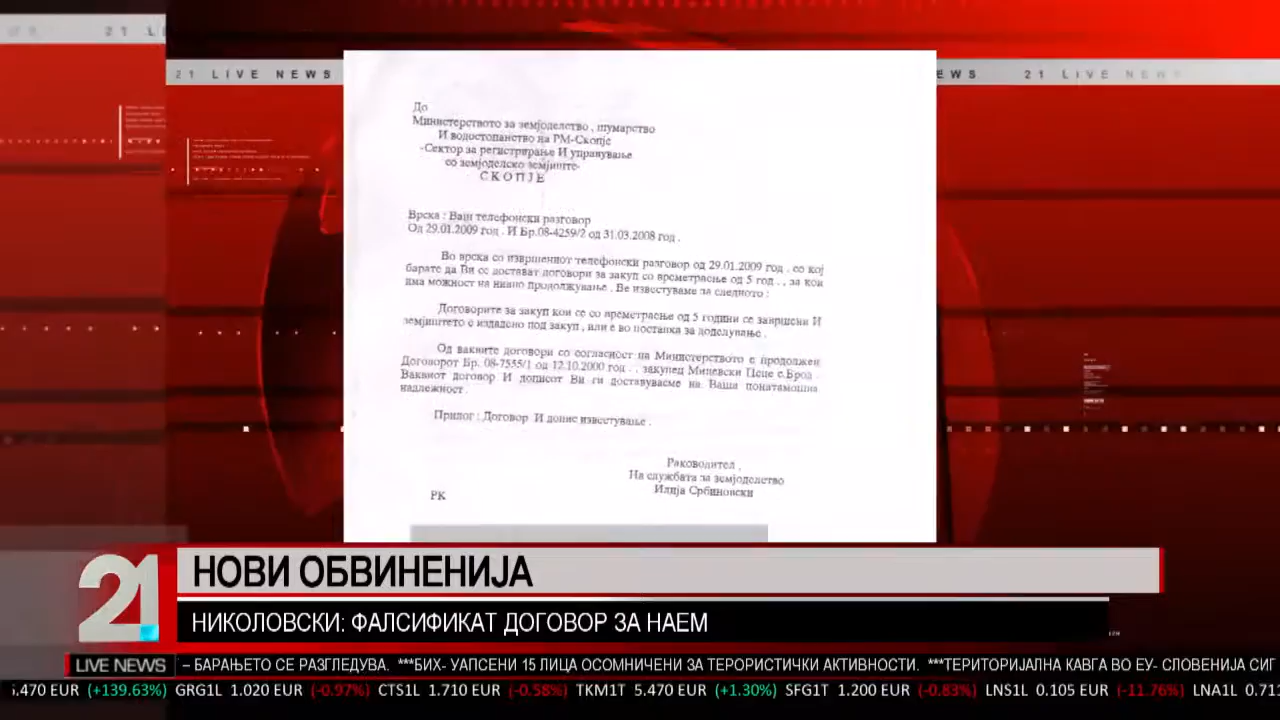 21 LI
21 LIVE NEWS
EWS 21 LIVE NEWS
До
Министерството за земјоделство , шумарство
И водостопанство на РМ-Скопје
-Сектор за регистрирање И управување
со земјоделско земјиште-
С К О П Ј Е
Врска : Ваш телефонски разговор
Од 29.01.2009 год . И Бр.08-4259/2 од 31.03.2008 год .
Во врска со извршениот телефонски разговор од 29.01.2009 год . со кој
барате да Ви се достават договори за закуп со времетраење од 5 год . , за кои
има можност на нивно продолжување . Ве известуваме за следното :
Договорите за закуп кои се со времетраење од 5 години се завршени И
земјиштето е издадено под закуп , или е во постапка за доделување .
Од ваквите договори со согласност на Министерството е продолжен
Договорот Бр. 08-7555/1 од 12.10.2000 год . , закупец Мицевски Цеце с.Брод .
Ваквиот договор И дописот Ви ги доставуваме на Ваша понатамошна
надлежност .
Прилог : Договор И допис известување .
Раководител ,
На службата за земјоделство
Илија Србиновски
РК
21
НОВИ ОБВИНЕНИЈА
НИКОЛОВСКИ: ФАЛСИФИКАТ ДОГОВОР ЗА НАЕМ
LIVE NEWS – БАРАЊЕТО СЕ РАЗГЛЕДУВА. ***БИХ- УАПСЕНИ 15 ЛИЦА ОСОМНИЧЕНИ ЗА ТЕРОРИСТИЧКИ АКТИВНОСТИ. ***ТЕРИТОРИЈАЛНА КАВГА ВО ЕУ- СЛОВЕНИЈА СИГ
.470 EUR (+139.63%) GRG1L 1.020 EUR (-0.97%) CTS1L 1.710 EUR (-0.58%) TKM1T 5.470 EUR (+1.30%) SFG1T 1.200 EUR (-0.83%) LNS1L 0.105 EUR (-11.76%) LNA1L 0.711